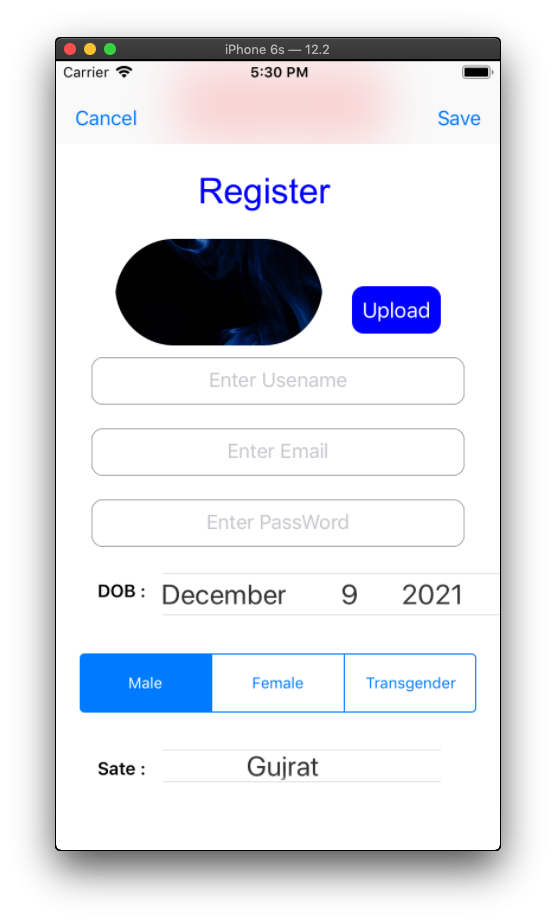 iPhone 6s — 12.2
Carrier 5:30 PM
Cancel Save
Register
Upload
Enter Usename
Enter Email
Enter PassWord
DOB : December 9 2021
Male Female Transgender
Sate : Gujrat